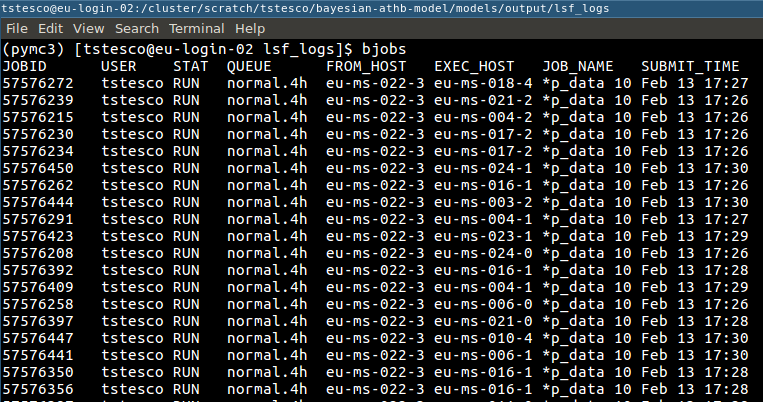 tstesco@eu-login-02:/cluster/scratch/tstesco/bayesian-athb-model/models/output/lsf_logs
File Edit View Search Terminal Help
(pymc3) [tstesco@eu-login-02 lsf_logs]$ bjobs
JOBID USER STAT QUEUE FROM_HOST EXEC_HOST JOB_NAME SUBMIT_TIME
57576272 tstesco RUN normal.4h eu-ms-022-3 eu-ms-018-4 *p_data 10 Feb 13 17:27
57576239 tstesco RUN normal.4h eu-ms-022-3 eu-ms-021-2 *p_data 10 Feb 13 17:26
57576215 tstesco RUN normal.4h eu-ms-022-3 eu-ms-004-2 *p_data 10 Feb 13 17:26
57576230 tstesco RUN normal.4h eu-ms-022-3 eu-ms-017-2 *p_data 10 Feb 13 17:26
57576234 tstesco RUN normal.4h eu-ms-022-3 eu-ms-017-2 *p_data 10 Feb 13 17:26
57576450 tstesco RUN normal.4h eu-ms-022-3 eu-ms-024-1 *p_data 10 Feb 13 17:30
57576262 tstesco RUN normal.4h eu-ms-022-3 eu-ms-016-1 *p_data 10 Feb 13 17:26
57576444 tstesco RUN normal.4h eu-ms-022-3 eu-ms-003-2 *p_data 10 Feb 13 17:30
57576291 tstesco RUN normal.4h eu-ms-022-3 eu-ms-004-1 *p_data 10 Feb 13 17:27
57576423 tstesco RUN normal.4h eu-ms-022-3 eu-ms-023-1 *p_data 10 Feb 13 17:29
57576208 tstesco RUN normal.4h eu-ms-022-3 eu-ms-024-0 *p_data 10 Feb 13 17:26
57576392 tstesco RUN normal.4h eu-ms-022-3 eu-ms-016-1 *p_data 10 Feb 13 17:28
57576409 tstesco RUN normal.4h eu-ms-022-3 eu-ms-004-1 *p_data 10 Feb 13 17:29
57576258 tstesco RUN normal.4h eu-ms-022-3 eu-ms-006-0 *p_data 10 Feb 13 17:26
57576397 tstesco RUN normal.4h eu-ms-022-3 eu-ms-021-0 *p_data 10 Feb 13 17:28
57576447 tstesco RUN normal.4h eu-ms-022-3 eu-ms-010-4 *p_data 10 Feb 13 17:30
57576441 tstesco RUN normal.4h eu-ms-022-3 eu-ms-006-1 *p_data 10 Feb 13 17:30
57576350 tstesco RUN normal.4h eu-ms-022-3 eu-ms-016-1 *p_data 10 Feb 13 17:28
57576356 tstesco RUN normal.4h eu-ms-022-3 eu-ms-016-1 *p_data 10 Feb 13 17:28